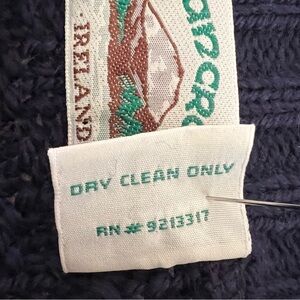 IRELAND
DRY CLEAN ONLY
RN # 9213317